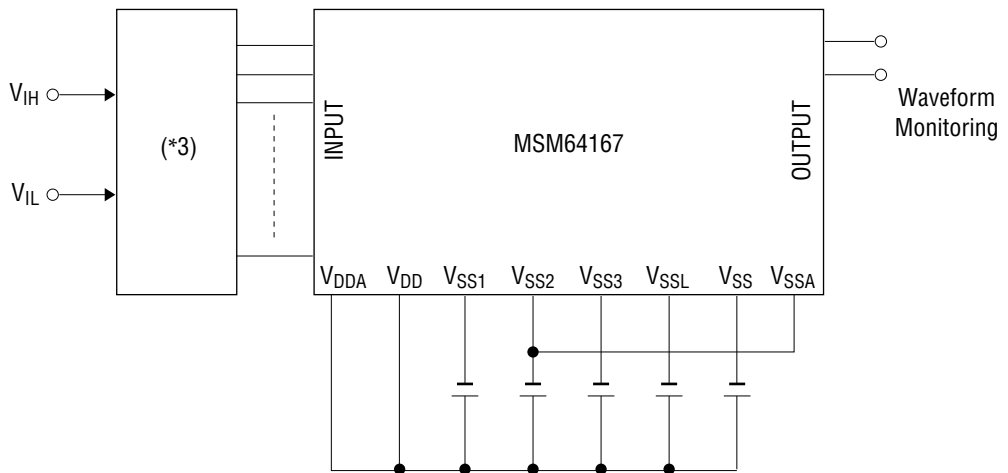 V_IH
V_IL
(*3)
INPUT
MSM64167
OUTPUT
Waveform
Monitoring
V_DDA V_DD V_SS1 V_SS2 V_SS3 V_SSL V_SS V_SSA